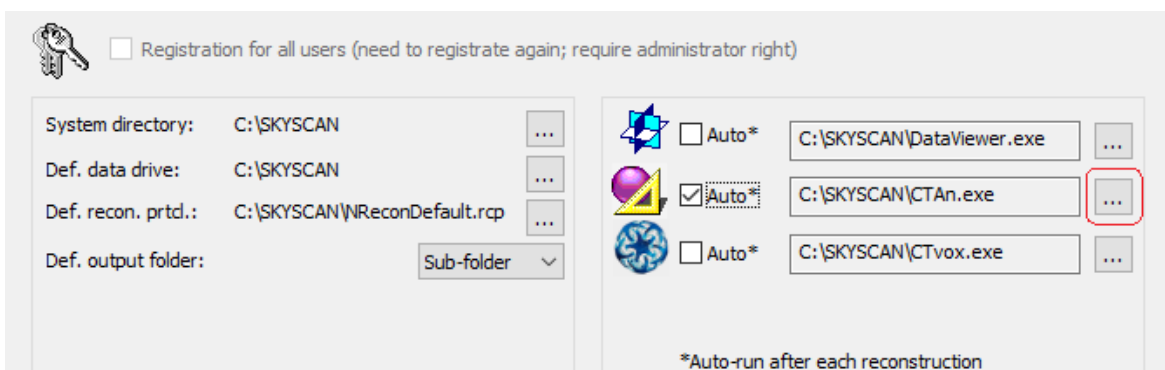 Registration for all users (need to registrate again; require administrator right)
System directory: C:\SKYSCAN ...
Def. data drive: C:\SKYSCAN ...
Def. recon. prtcl.: C:\SKYSCAN\NReconDefault.rcp ...
Def. output folder: Sub-folder
Auto* C:\SKYSCAN\DataViewer.exe ...
Auto* C:\SKYSCAN\CTAn.exe ...
Auto* C:\SKYSCAN\CTvox.exe ...
*Auto-run after each reconstruction